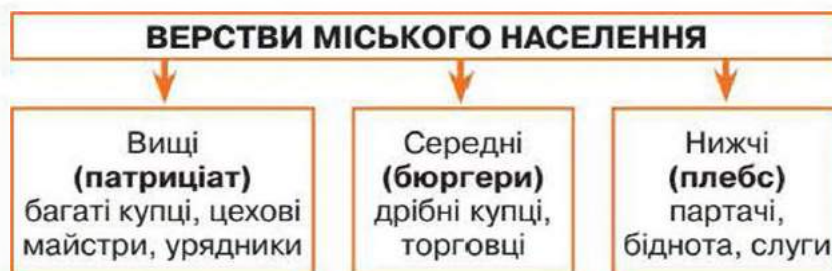 ВЕРСТВИ МІСЬКОГО НАСЕЛЕННЯ
Вищі
(патриціат)
багаті купці, цехові
майстри, урядники
Середні
(бюргери)
дрібні купці,
торговці
Нижчі
(плебс)
партачі,
біднота, слуги